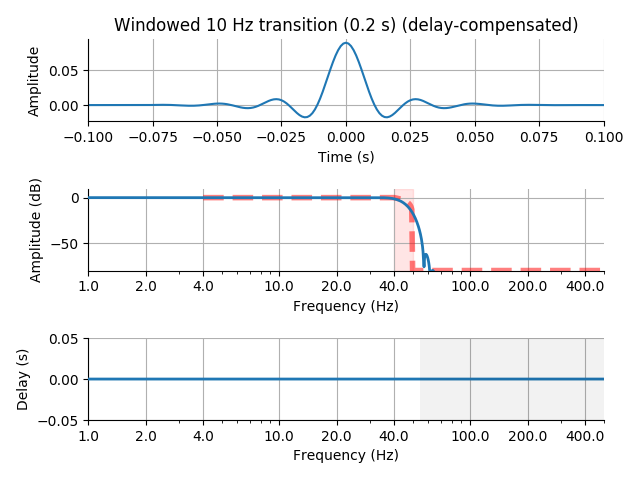 Windowed 10 Hz transition (0.2 s) (delay-compensated)
Amplitude
0.05
0.00
−0.100 −0.075 −0.050 −0.025 0.000 0.025 0.050 0.075 0.100
Time (s)
Amplitude (dB)
0
−50
1.0 2.0 4.0 10.0 20.0 40.0 100.0 200.0 400.0
Frequency (Hz)
Delay (s)
0.05
0.00
−0.05
1.0 2.0 4.0 10.0 20.0 40.0 100.0 200.0 400.0
Frequency (Hz)